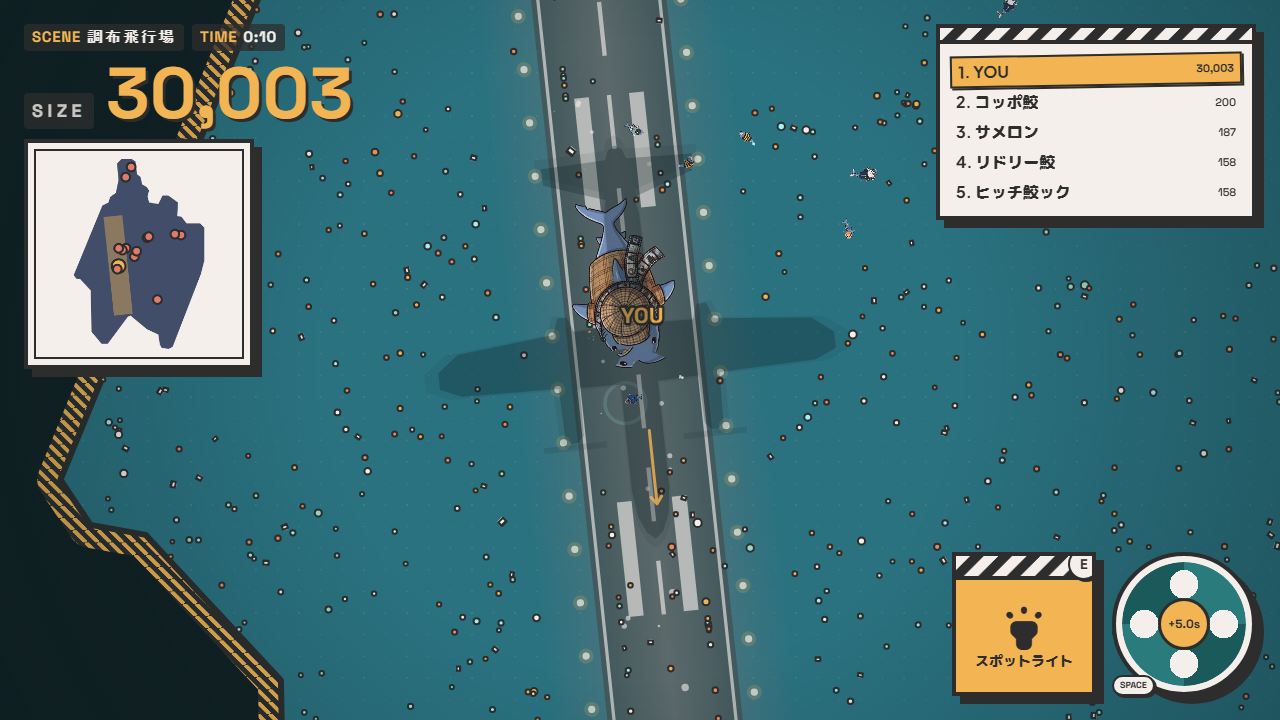 SCENE 調布飛行場 TIME 0:10
SIZE 30,003
1. YOU 30,003
2. コッポ鮫 200
3. サメロン 187
4. リドリー鮫 158
5. ヒッチ鮫ック 158
YOU
E
スポットライト
+5.0s
SPACE